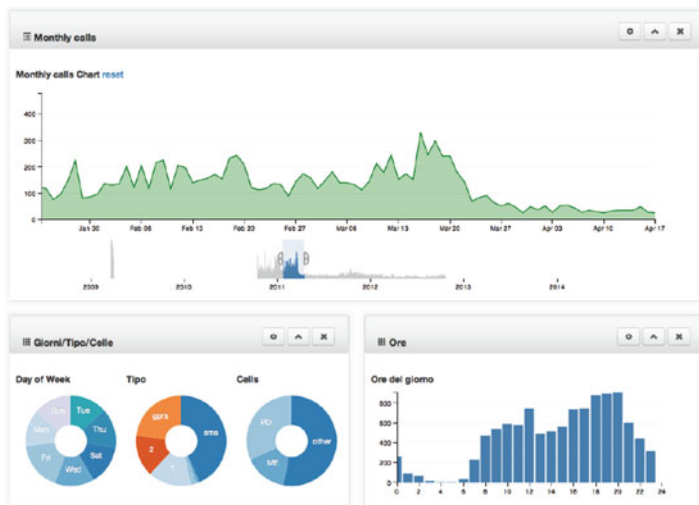 Monthly calls
Monthly calls Chart reset
400
300
200
100
0
Jan 30 Feb 06 Feb 13 Feb 20 Feb 27 Mar 06 Mar 13 Mar 20 Mar 27 Apr 03 Apr 10 Apr 17
2009 2010 2011 2012 2013 2014
Giorni/Tipo/Celle
Day of Week Tipo Cells
Sun Tue
Mon Thu
Fri Sat
Wed
gprs sms
2
1
PD other
ME
Ore
Ore del giorno
800
600
400
200
0
0 2 4 6 8 10 12 14 16 18 20 22 24